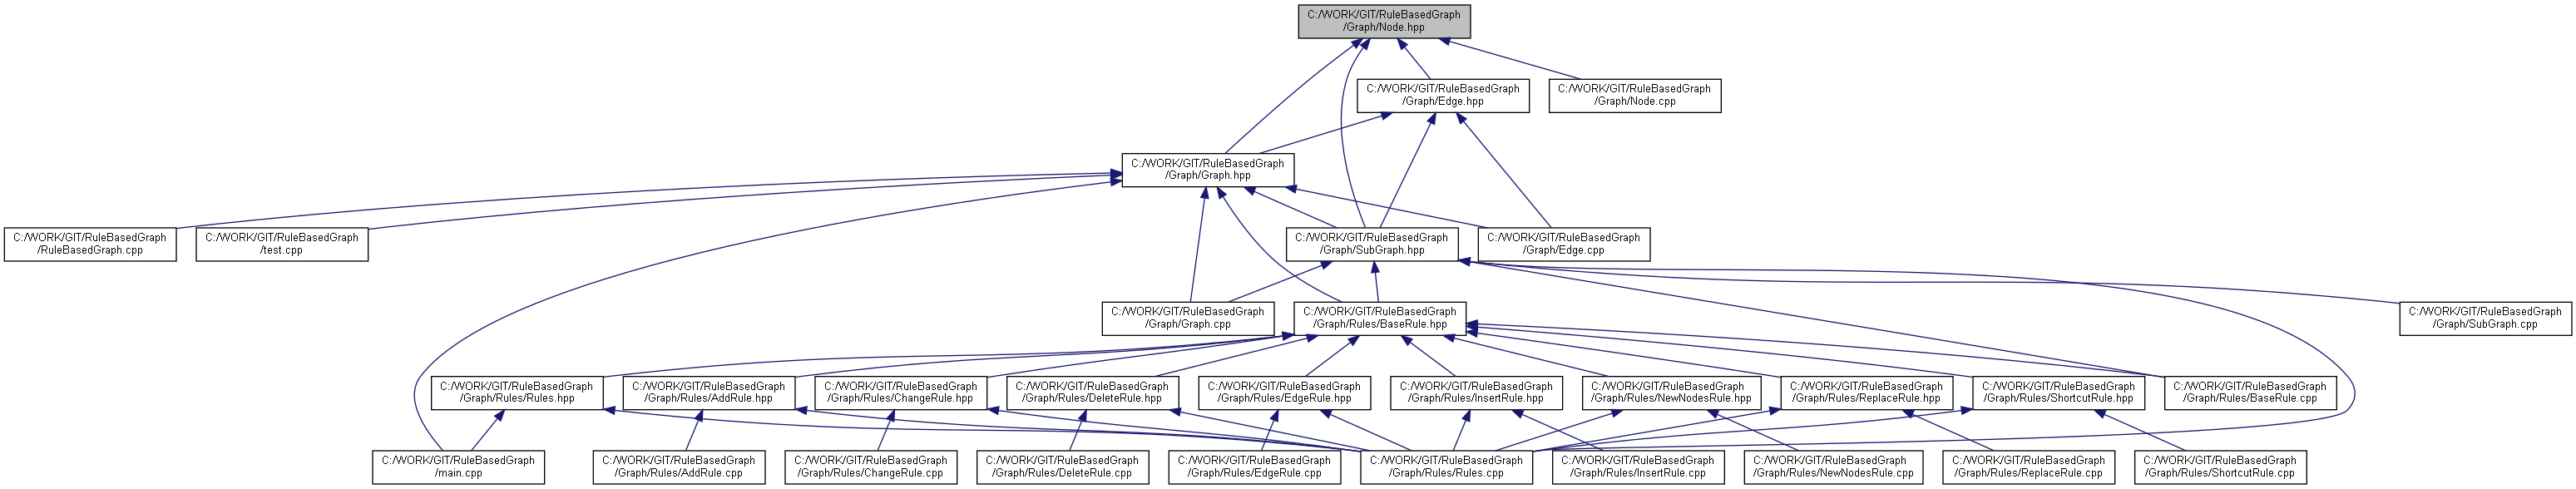 C:/WORK/GIT/RuleBasedGraph
/Graph/Node.hpp
C:/WORK/GIT/RuleBasedGraph
/Graph/Edge.hpp
C:/WORK/GIT/RuleBasedGraph
/Graph/Node.cpp
C:/WORK/GIT/RuleBasedGraph
/Graph/Graph.hpp
C:/WORK/GIT/RuleBasedGraph
/RuleBasedGraph.cpp
C:/WORK/GIT/RuleBasedGraph
/test.cpp
C:/WORK/GIT/RuleBasedGraph
/Graph/SubGraph.hpp
C:/WORK/GIT/RuleBasedGraph
/Graph/Edge.cpp
C:/WORK/GIT/RuleBasedGraph
/Graph/Graph.cpp
C:/WORK/GIT/RuleBasedGraph
/Graph/Rules/BaseRule.hpp
C:/WORK/GIT/RuleBasedGraph
/Graph/SubGraph.cpp
C:/WORK/GIT/RuleBasedGraph
/Graph/Rules/Rules.hpp
C:/WORK/GIT/RuleBasedGraph
/Graph/Rules/AddRule.hpp
C:/WORK/GIT/RuleBasedGraph
/Graph/Rules/ChangeRule.hpp
C:/WORK/GIT/RuleBasedGraph
/Graph/Rules/DeleteRule.hpp
C:/WORK/GIT/RuleBasedGraph
/Graph/Rules/EdgeRule.hpp
C:/WORK/GIT/RuleBasedGraph
/Graph/Rules/InsertRule.hpp
C:/WORK/GIT/RuleBasedGraph
/Graph/Rules/NewNodesRule.hpp
C:/WORK/GIT/RuleBasedGraph
/Graph/Rules/ReplaceRule.hpp
C:/WORK/GIT/RuleBasedGraph
/Graph/Rules/ShortcutRule.hpp
C:/WORK/GIT/RuleBasedGraph
/Graph/Rules/BaseRule.cpp
C:/WORK/GIT/RuleBasedGraph
/main.cpp
C:/WORK/GIT/RuleBasedGraph
/Graph/Rules/AddRule.cpp
C:/WORK/GIT/RuleBasedGraph
/Graph/Rules/ChangeRule.cpp
C:/WORK/GIT/RuleBasedGraph
/Graph/Rules/DeleteRule.cpp
C:/WORK/GIT/RuleBasedGraph
/Graph/Rules/EdgeRule.cpp
C:/WORK/GIT/RuleBasedGraph
/Graph/Rules/Rules.cpp
C:/WORK/GIT/RuleBasedGraph
/Graph/Rules/InsertRule.cpp
C:/WORK/GIT/RuleBasedGraph
/Graph/Rules/NewNodesRule.cpp
C:/WORK/GIT/RuleBasedGraph
/Graph/Rules/ReplaceRule.cpp
C:/WORK/GIT/RuleBasedGraph
/Graph/Rules/ShortcutRule.cpp